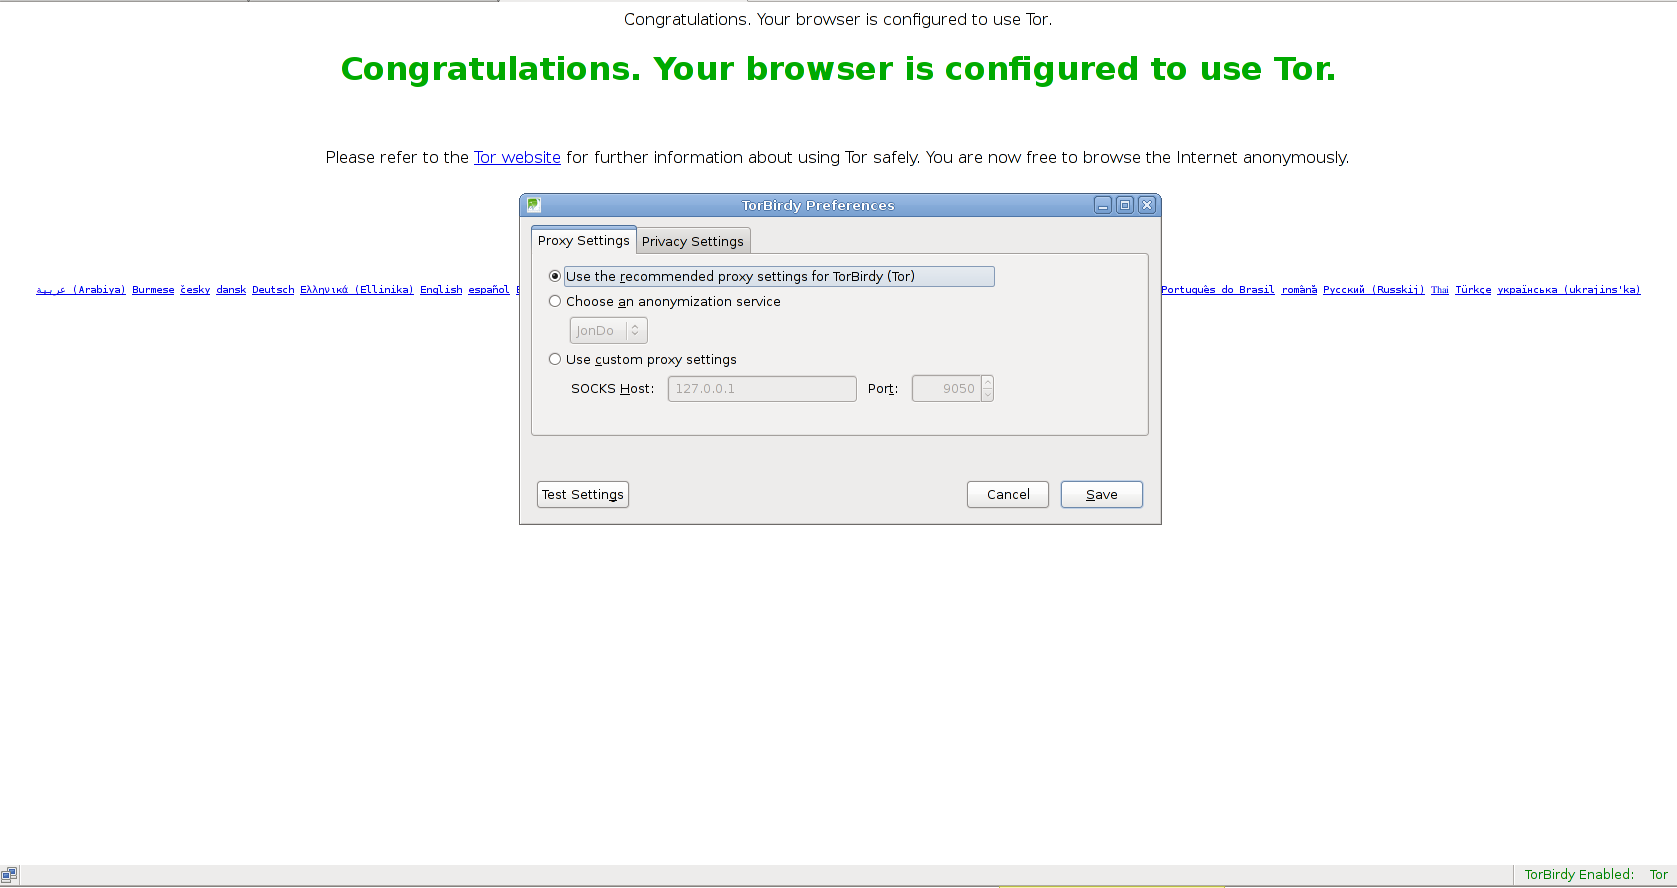 Congratulations. Your browser is configured to use Tor.
Congratulations. Your browser is configured to use Tor.
Please refer to the Tor website for further information about using Tor safely. You are now free to browse the Internet anonymously.
TorBirdy Preferences
Proxy Settings Privacy Settings
Use the recommended proxy settings for TorBirdy (Tor)
عربية (Arabiya) Burmese česky dansk Deutsch Ελληνικά (Ellinika) English español Português do Brasil română Русский (Russkij) Thai Türkçe українська (ukrajins'ka)
Choose an anonymization service
JonDo
Use custom proxy settings
SOCKS Host: 127.0.0.1 Port: 9050
Test Settings Cancel Save
TorBirdy Enabled: Tor